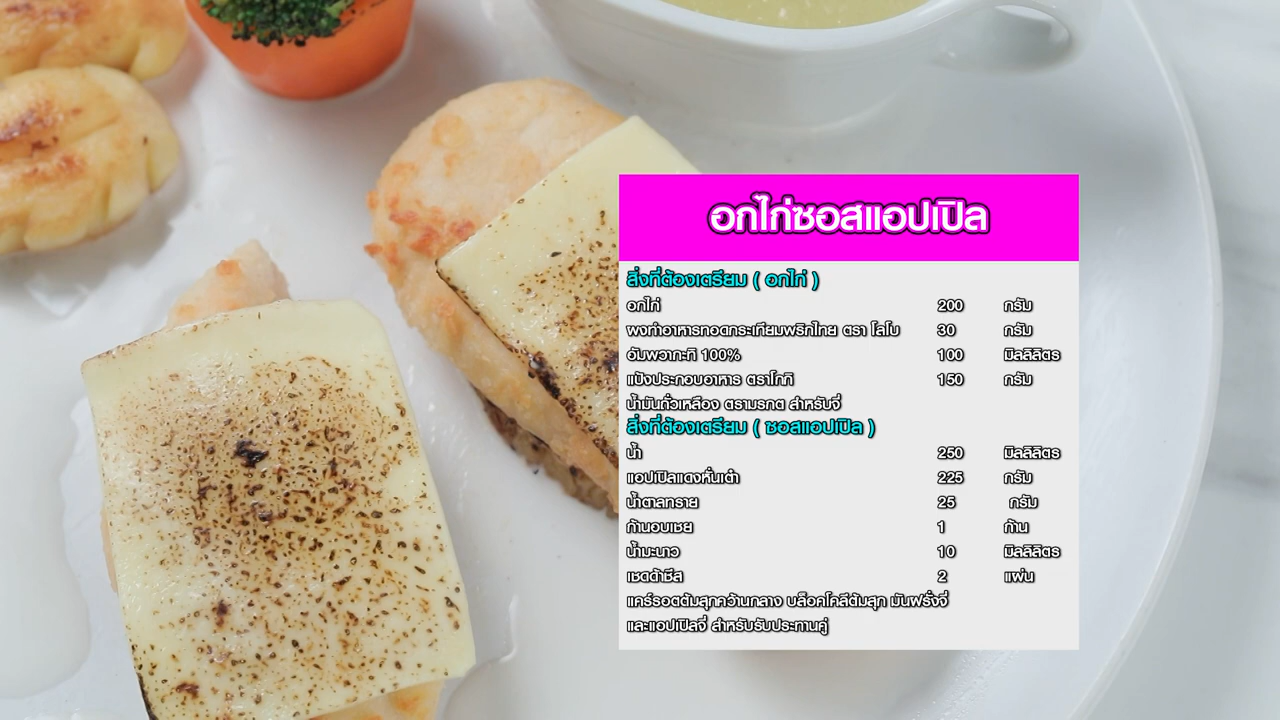 อกไก่ซอสแอปเปิล
สิ่งที่ต้องเตรียม ( อกไก่ )
อกไก่ 200 กรัม
ผงทำอาหารทอดกระเทียมพริกไทย ตรา โลโบ 30 กรัม
อัมพวากะทิ 100% 100 มิลลิลิตร
แป้งประกอบอาหาร ตราโกกิ 150 กรัม
น้ำมันถั่วเหลือง ตรามรกต สำหรับจี่
สิ่งที่ต้องเตรียม ( ซอสแอปเปิล )
น้ำ 250 มิลลิลิตร
แอปเปิลแดงหั่นเต๋า 225 กรัม
น้ำตาลทราย 25 กรัม
ก้านอบเชย 1 ก้าน
น้ำมะนาว 10 มิลลิลิตร
เชดด้าชีส 2 แผ่น
แคร์รอตต้มสุกคว้านกลาง บล็อคโคลีต้มสุก มันฝรั่งจี่
และแอปเปิลจี่ สำหรับรับประทานคู่